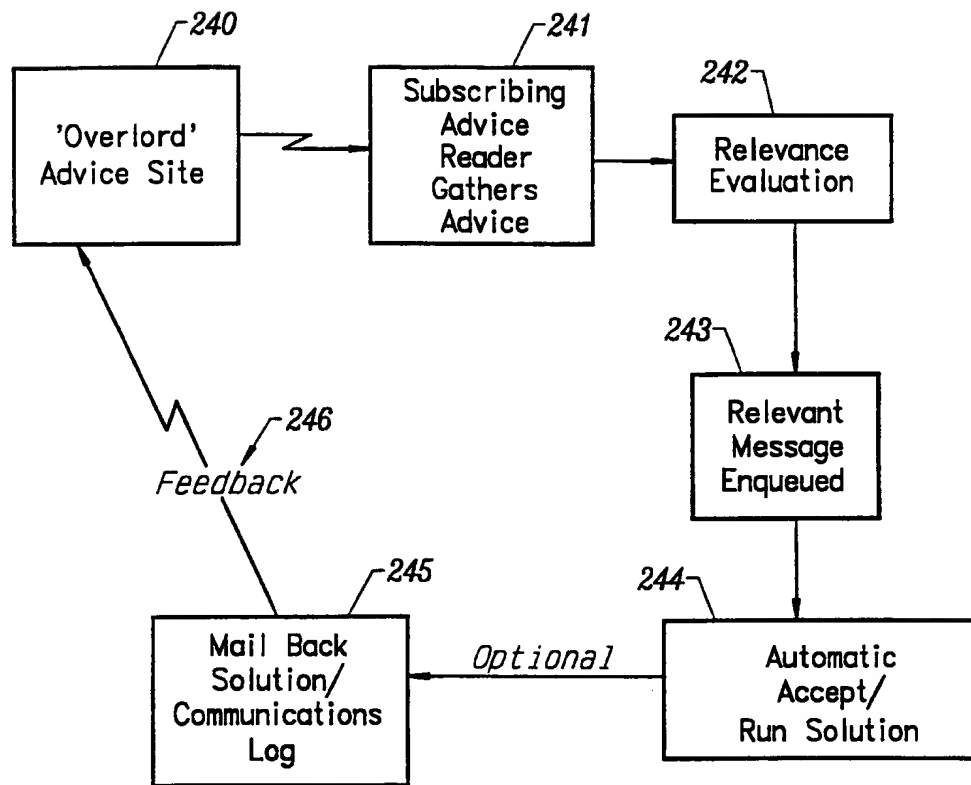 240
'Overlord'
Advice Site
241
Subscribing
Advice
Reader
Gathers
Advice
242
Relevance
Evaluation
243
Relevant
Message
Enqueued
244
Automatic
Accept/
Run Solution
Optional
245
Mail Back
Solution/
Communications
Log
246
Feedback